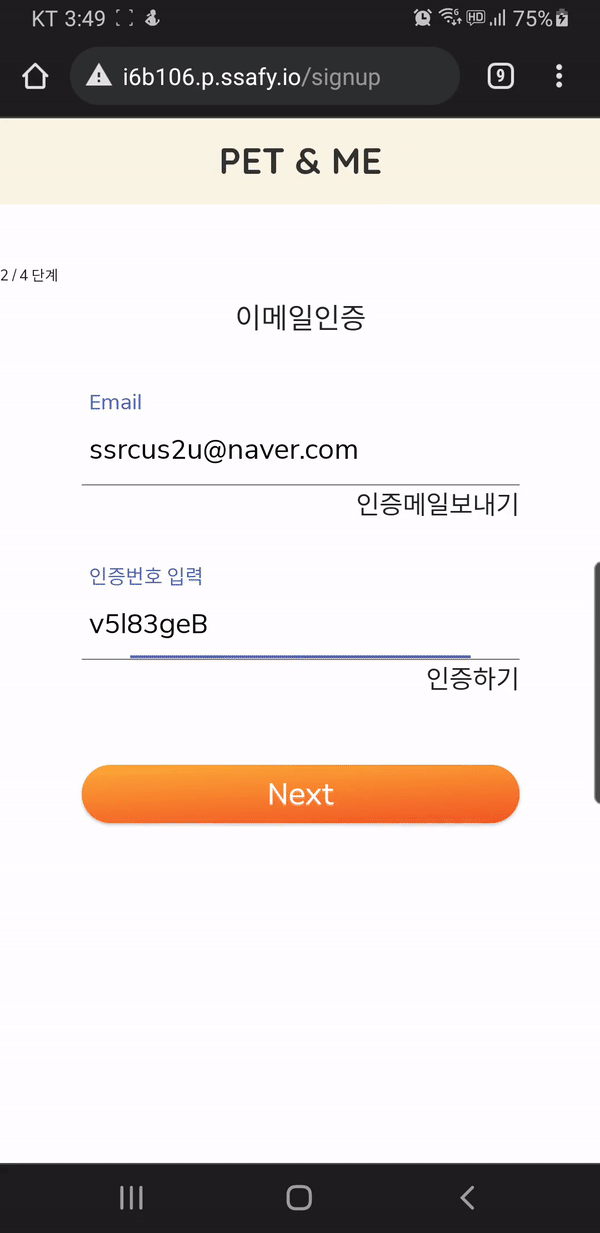 KT 3:49 HD 75%
i6b106.p.ssafy.io/signup 9
PET & ME
2 / 4 단계
이메일인증
Email
ssrcus2u@naver.com
인증메일보내기
인증번호 입력
v5l83geB
인증하기
Next